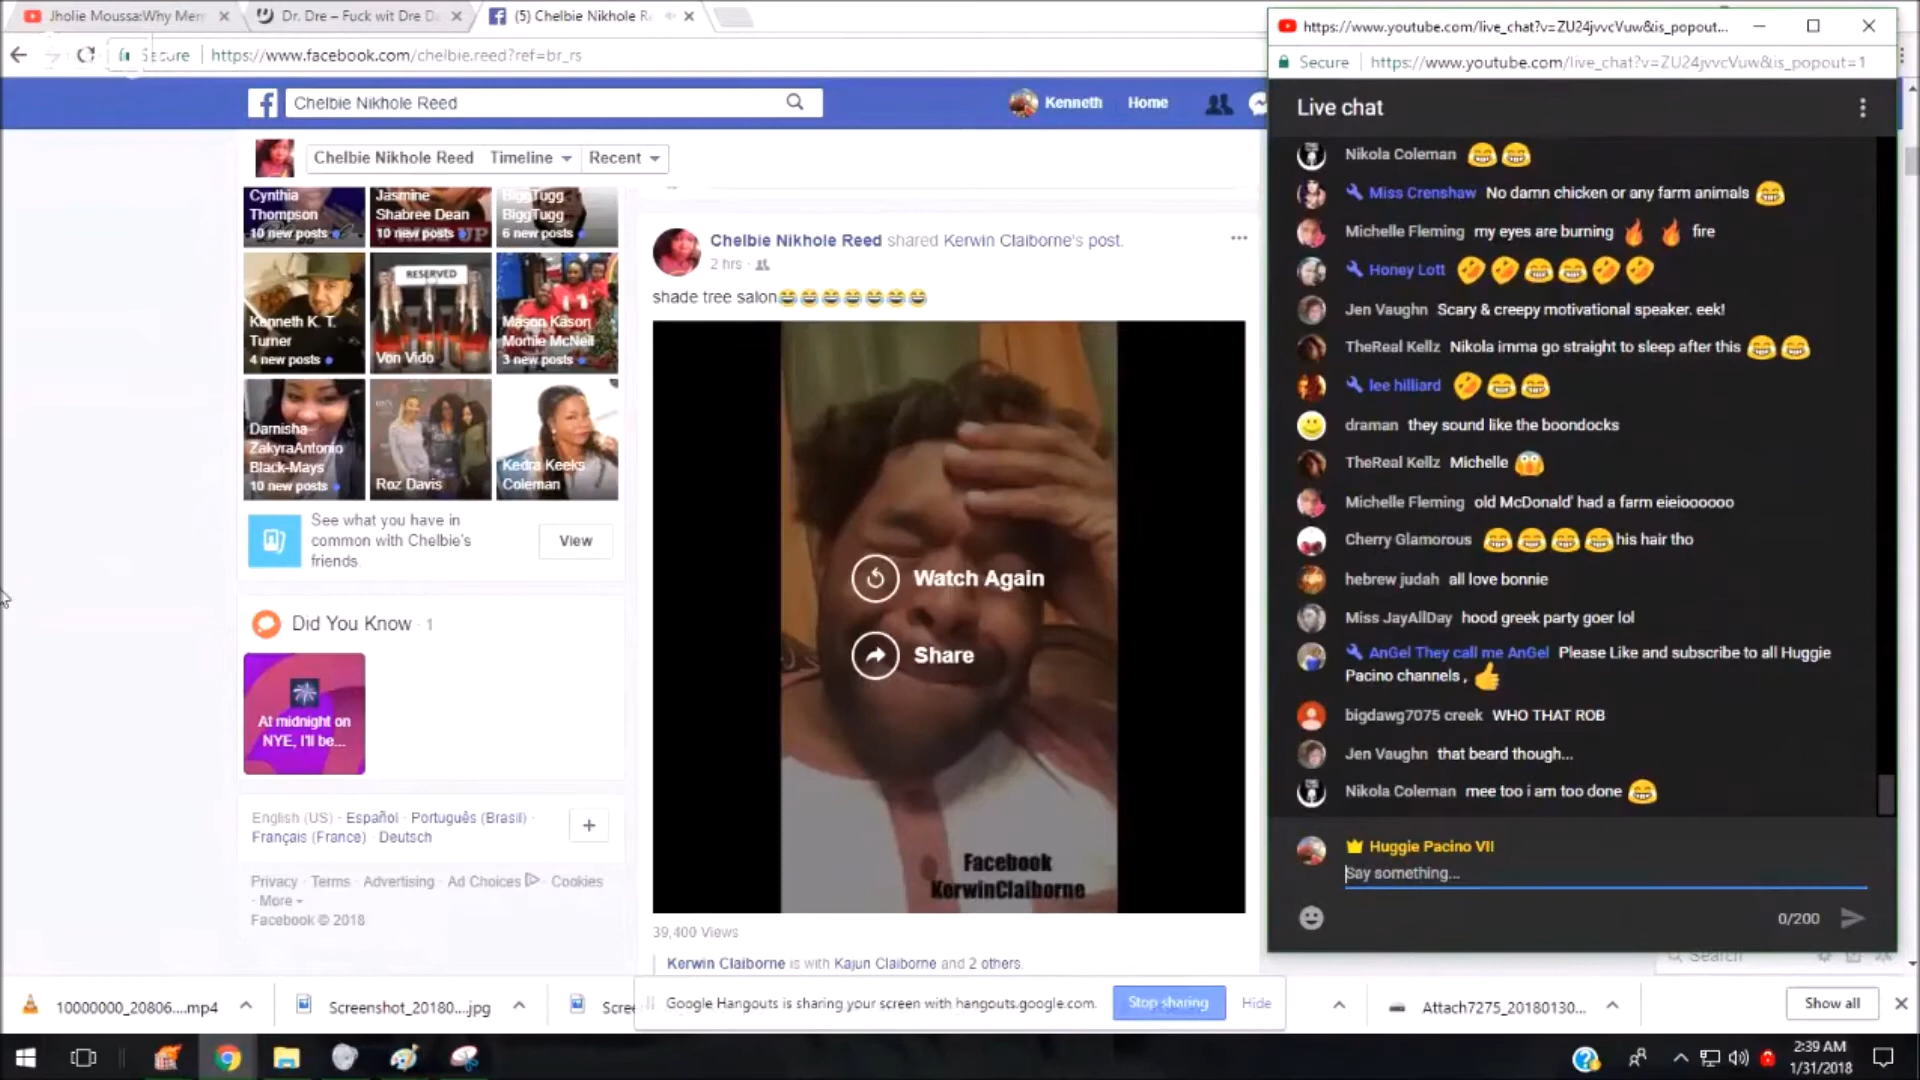 Jholie Moussa:Why Mer
Dr. Dre – Fuck wit Dre D
(5) Chelbie Nikhole R
Secure
https://www.facebook.com/chelbie.reed?ref=br_rs
Chelbie Nikhole Reed
Kenneth
Home
Chelbie Nikhole Reed
Timeline
Recent
Cynthia
Thompson
10 new posts
Jasmine
Shabree Dean
10 new posts
BiggTugg
BiggTugg
6 new posts
Kenneth K. T.
Turner
4 new posts
RESERVED
Von Vido
Mason Kason
Momie McNeil
3 new posts
Darnisha
ZakyraAntonio
Black-Mays
10 new posts
Roz Davis
Kedra Keeks
Coleman
See what you have in
common with Chelbie's
friends.
View
Did You Know · 1
At midnight on
NYE, I'll be...
English (US) · Español · Português (Brasil) ·
Français (France) · Deutsch
+
Privacy · Terms · Advertising · Ad Choices · Cookies
· More
Facebook © 2018
Chelbie Nikhole Reed shared Kerwin Claiborne's post.
2 hrs ·
shade tree salon😂😂😂😂😂😂😂
Watch Again
Share
Facebook
KerwinClaiborne
39,400 Views
Kerwin Claiborne is with Kajun Claiborne and 2 others.
https://www.youtube.com/live_chat?v=ZU24jvvcVuw&is_popout...
Secure
https://www.youtube.com/live_chat?v=ZU24jvvcVuw&is_popout=1
Live chat
Nikola Coleman 😂😂
Miss Crenshaw No damn chicken or any farm animals 😂
Michelle Fleming my eyes are burning 🔥 🔥 fire
Honey Lott 🤣🤣😂😂🤣🤣
Jen Vaughn Scary & creepy motivational speaker. eek!
TheReal Kellz Nikola imma go straight to sleep after this 😂😂
lee hilliard 🤣😂😂
draman they sound like the boondocks
TheReal Kellz Michelle 😱
Michelle Fleming old McDonald' had a farm eieioooooo
Cherry Glamorous 😂😂😂😂his hair tho
hebrew judah all love bonnie
Miss JayAllDay hood greek party goer lol
AnGel They call me AnGel Please Like and subscribe to all Huggie
Pacino channels , 👍
bigdawg7075 creek WHO THAT ROB
Jen Vaughn that beard though...
Nikola Coleman mee too i am too done 😂
Huggie Pacino VII
Say something...
0/200
Search
10000000_20806....mp4
Screenshot_20180....jpg
Scree
Google Hangouts is sharing your screen with hangouts.google.com.
Stop sharing
Hide
Attach7275_20180130...
Show all
2:39 AM
1/31/2018